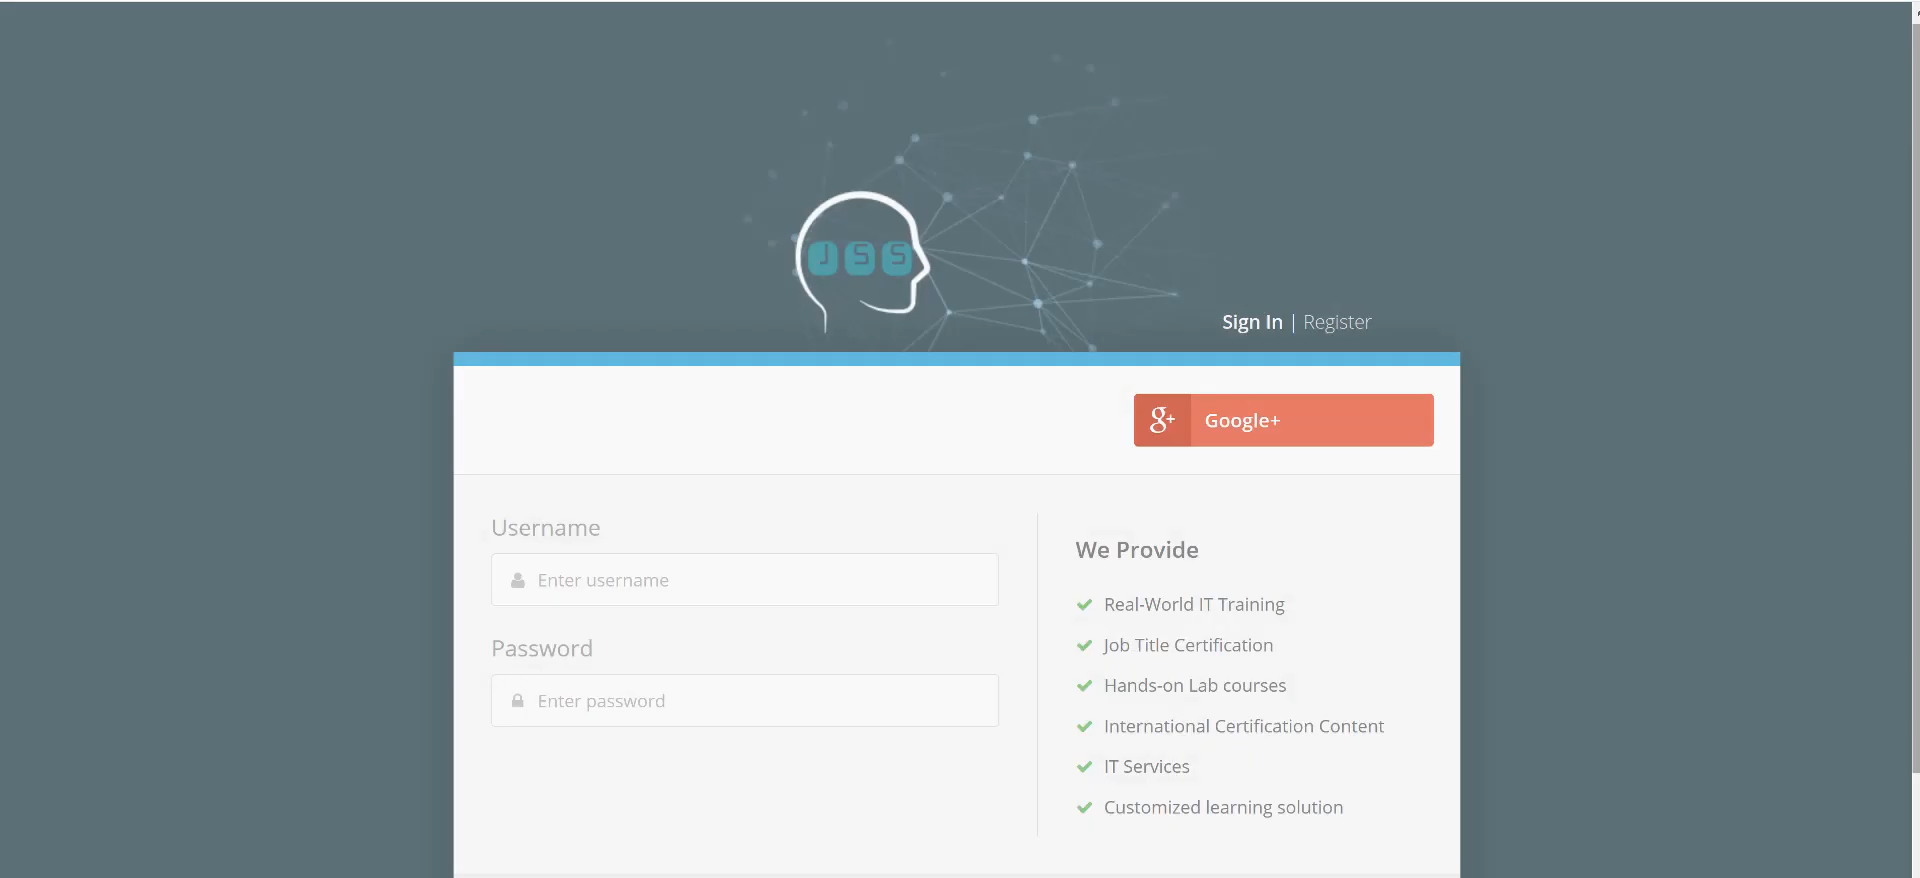 JSS
Sign In | Register
g+ Google+
Username
Enter username
Password
Enter password
We Provide
Real-World IT Training
Job Title Certification
Hands-on Lab courses
International Certification Content
IT Services
Customized learning solution